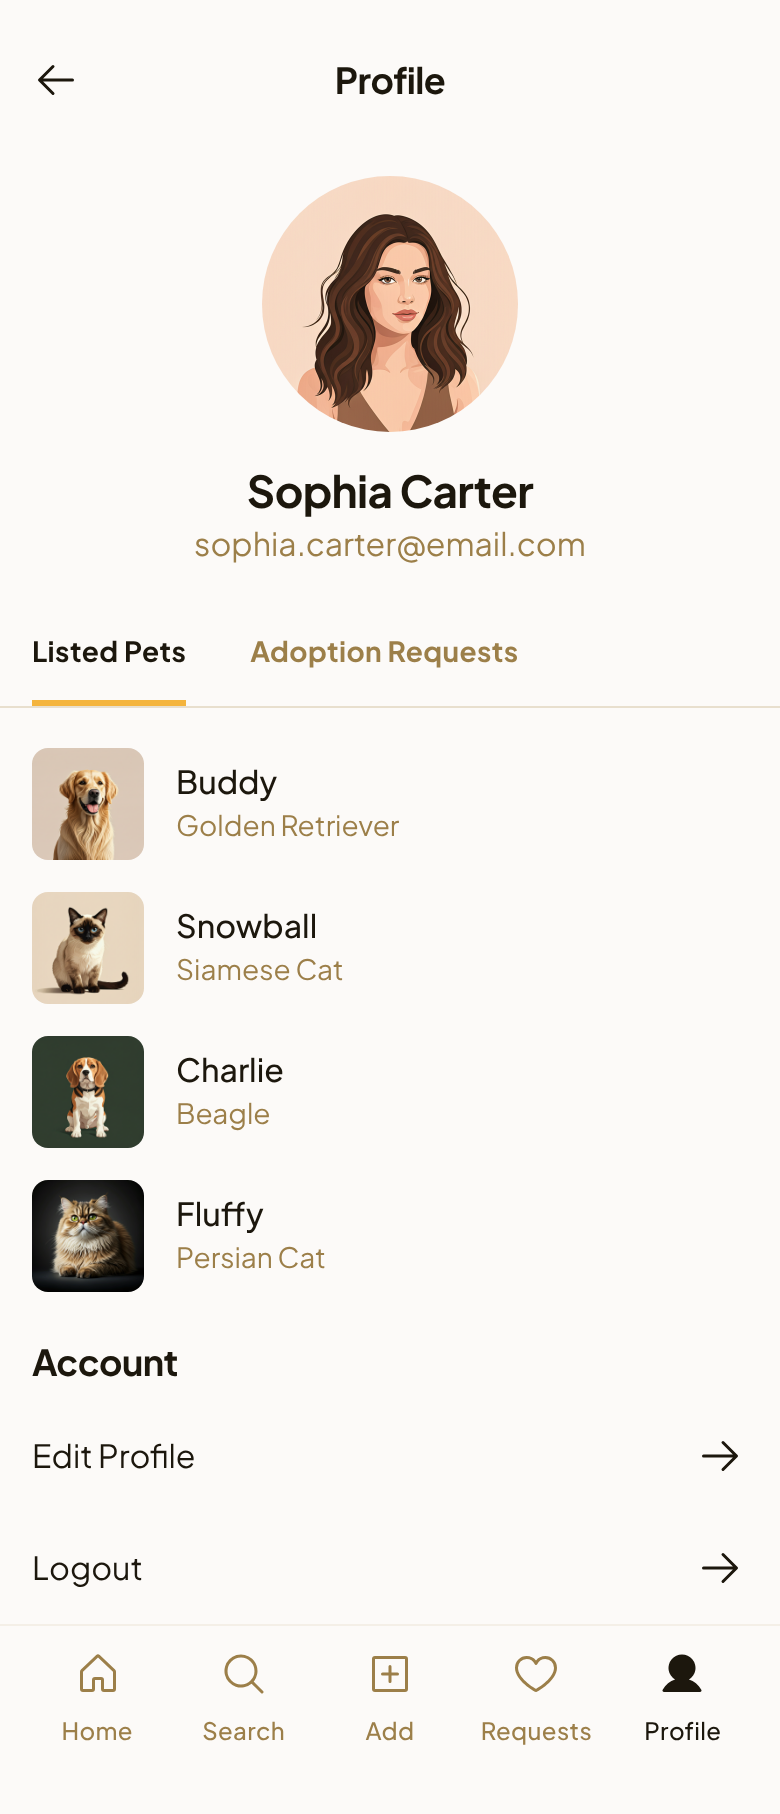 Profile
Sophia Carter
sophia.carter@email.com
Listed Pets
Adoption Requests
Buddy
Golden Retriever
Snowball
Siamese Cat
Charlie
Beagle
Fluffy
Persian Cat
Account
Edit Profile
Logout
Home
Search
Add
Requests
Profile